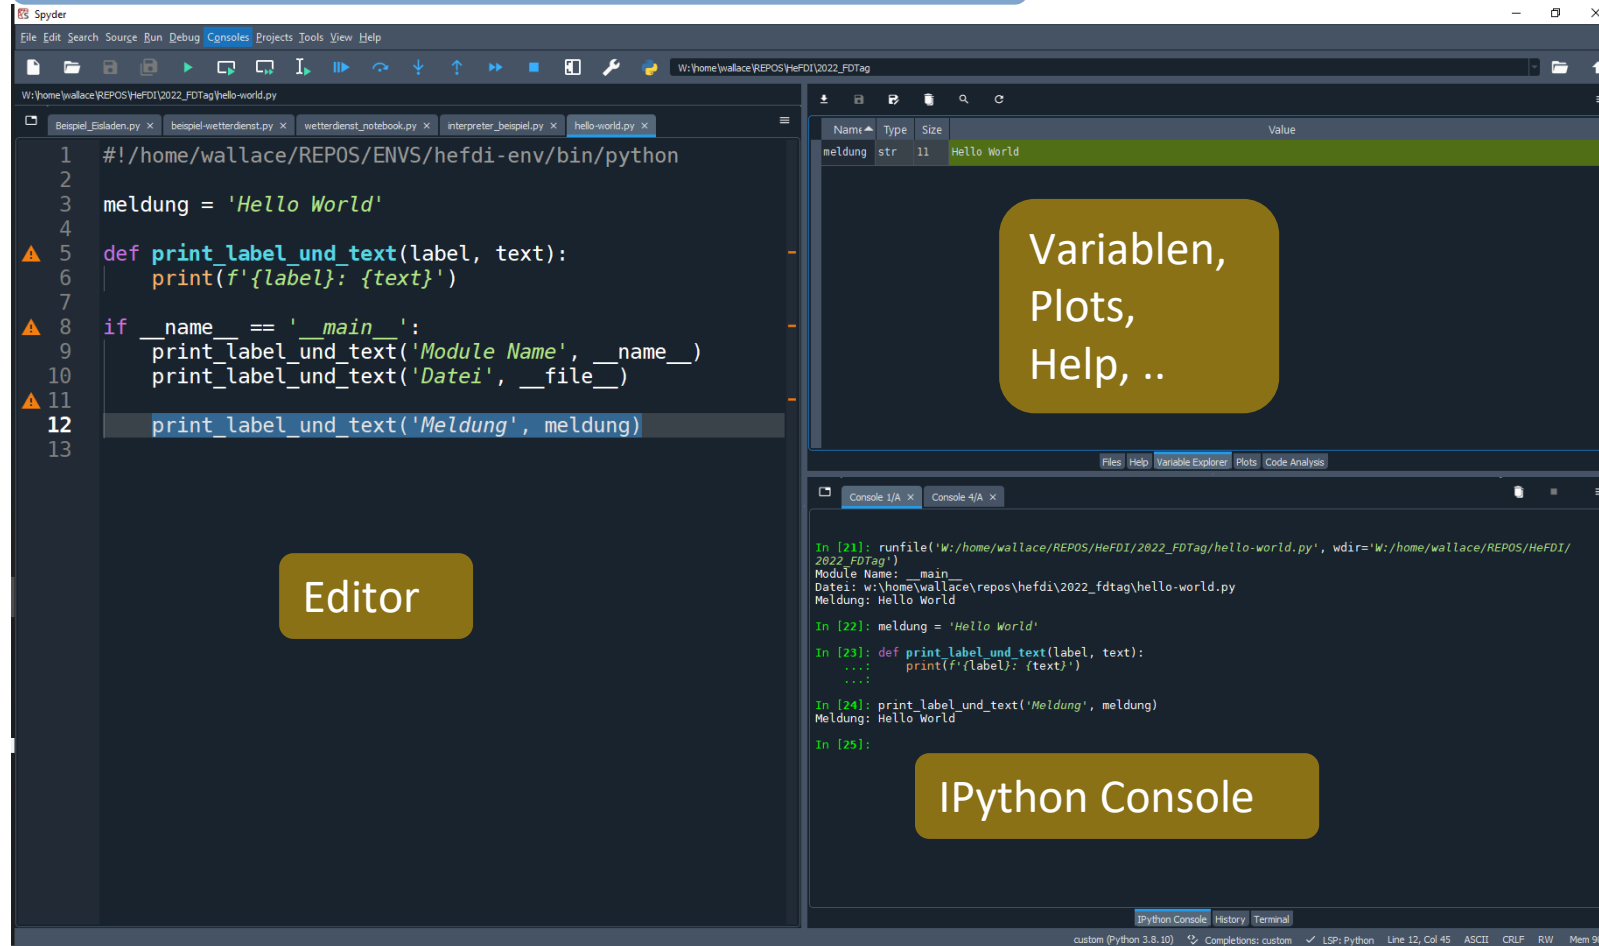 Spyder
File Edit Search Source Run Debug Consoles Projects Tools View Help
W:\home\wallace\REPOS\HeFDI\2022_FDTag
W:\home\wallace\REPOS\HeFDI\2022_FDTag\hello-world.py
Beispiel_Eisladen.py beispiel-wetterdienst.py wetterdienst_notebook.py interpreter_beispiel.py hello-world.py
1 #!/home/wallace/REPOS/ENVS/hefdi-env/bin/python
2
3 meldung = 'Hello World'
4
5 def print_label_und_text(label, text):
6     print(f'{label}: {text}')
7
8 if __name__ == '__main__':
9     print_label_und_text('Module Name', __name__)
10     print_label_und_text('Datei', __file__)
11
12     print_label_und_text('Meldung', meldung)
13
Editor
Name Type Size Value
meldung str 11 Hello World
Variablen,
Plots,
Help, ..
Files Help Variable Explorer Plots Code Analysis
Console 1/A Console 4/A
In [21]: runfile('W:/home/wallace/REPOS/HeFDI/2022_FDTag/hello-world.py', wdir='W:/home/wallace/REPOS/HeFDI/
2022_FDTag')
Module Name: __main__
Datei: w:\home\wallace\repos\hefdi\2022_fdtag\hello-world.py
Meldung: Hello World
In [22]: meldung = 'Hello World'
In [23]: def print_label_und_text(label, text):
    ...:     print(f'{label}: {text}')
    ...:
In [24]: print_label_und_text('Meldung', meldung)
Meldung: Hello World
In [25]:
IPython Console
IPython Console History Terminal
custom (Python 3.8.10) Completions: custom LSP: Python Line 12, Col 45 ASCII CRLF RW Mem